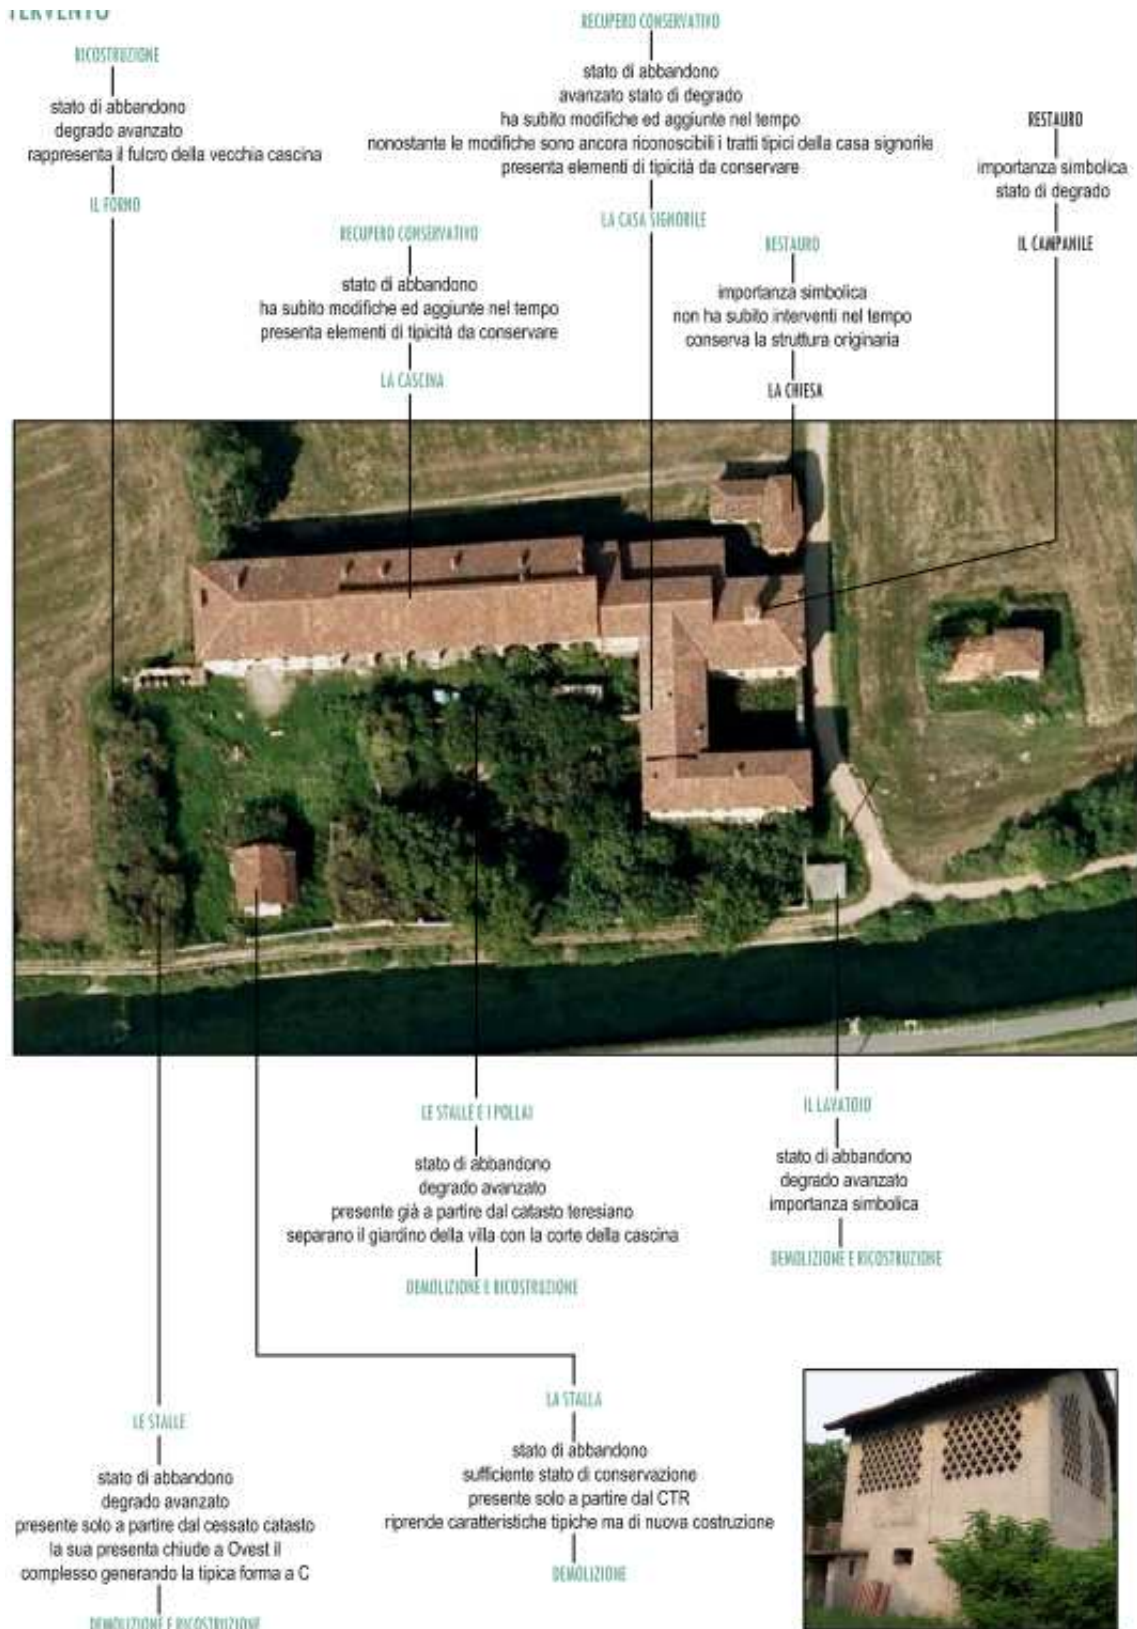 RICOSTRUZIONE
stato di abbandono
degrado avanzato
rappresenta il fulcro della vecchia cascina
IL FORNO
RECUPERO CONSERVATIVO
stato di abbandono
ha subito modifiche ed aggiunte nel tempo
presenta elementi di tipicità da conservare
LA CASCINA
RECUPERO CONSERVATIVO
stato di abbandono
avanzato stato di degrado
ha subito modifiche ed aggiunte nel tempo
nonostante le modifiche sono ancora riconoscibili i tratti tipici della casa signorile
presenta elementi di tipicità da conservare
LA CASA SIGNORILE
RESTAURO
importanza simbolica
non ha subito interventi nel tempo
conserva la struttura originaria
LA CHIESA
RESTAURO
importanza simbolica
stato di degrado
IL CAMPANILE
LE STALLE E I POLLAI
stato di abbandono
degrado avanzato
presente già a partire dal catasto teresiano
separano il giardino della villa con la corte della cascina
DEMOLIZIONE E RICOSTRUZIONE
IL LAVATOIO
stato di abbandono
degrado avanzato
importanza simbolica
DEMOLIZIONE E RICOSTRUZIONE
LE STALLE
stato di abbandono
degrado avanzato
presente solo a partire dal cessato catasto
la sua presenta chiude a Ovest il
complesso generando la tipica forma a C
DEMOLIZIONE E RICOSTRUZIONE
LA STALLA
stato di abbandono
sufficiente stato di conservazione
presente solo a partire dal CTR
riprende caratteristiche tipiche ma di nuova costruzione
DEMOLIZIONE